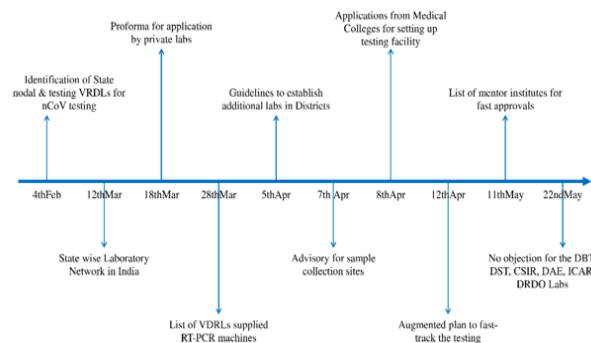 Applications from Medical
Colleges for setting up
testing facility
Proforma for application
by private labs
Identification of State
nodal & testing VRDLs for
nCoV testing
Guidelines to establish
additional labs in Districts
List of mentor institutes for
fast approvals
4thFeb 12thMar 18thMar 28thMar 5thApr 7th Apr 8thApr 12thApr 11thMay 22ndMay
State wise Laboratory
Network in India
Advisory for sample
collection sites
No objection for the DBT
DST, CSIR, DAE, ICAR
DRDO Labs
List of VDRLs supplied
RT-PCR machines
Augmented plan to fast-
track the testing